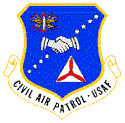 CIVIL AIR PATROL - USAF